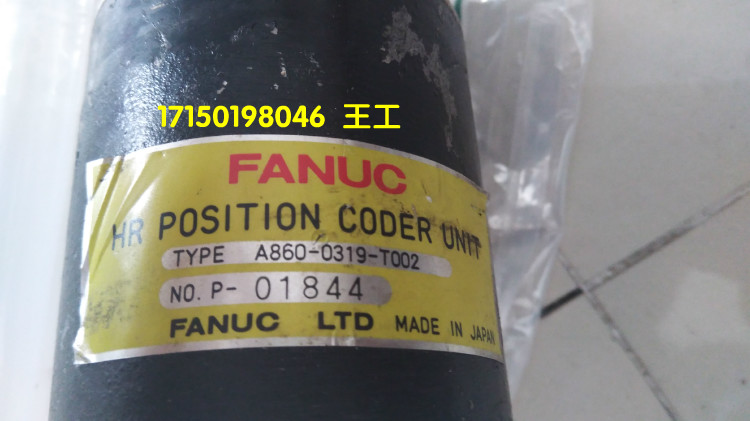 17150198046 王工
FANUC
HR POSITION CODER UNIT
TYPE A860-0319-T002
NO. P- 01844
FANUC LTD MADE IN JAPAN